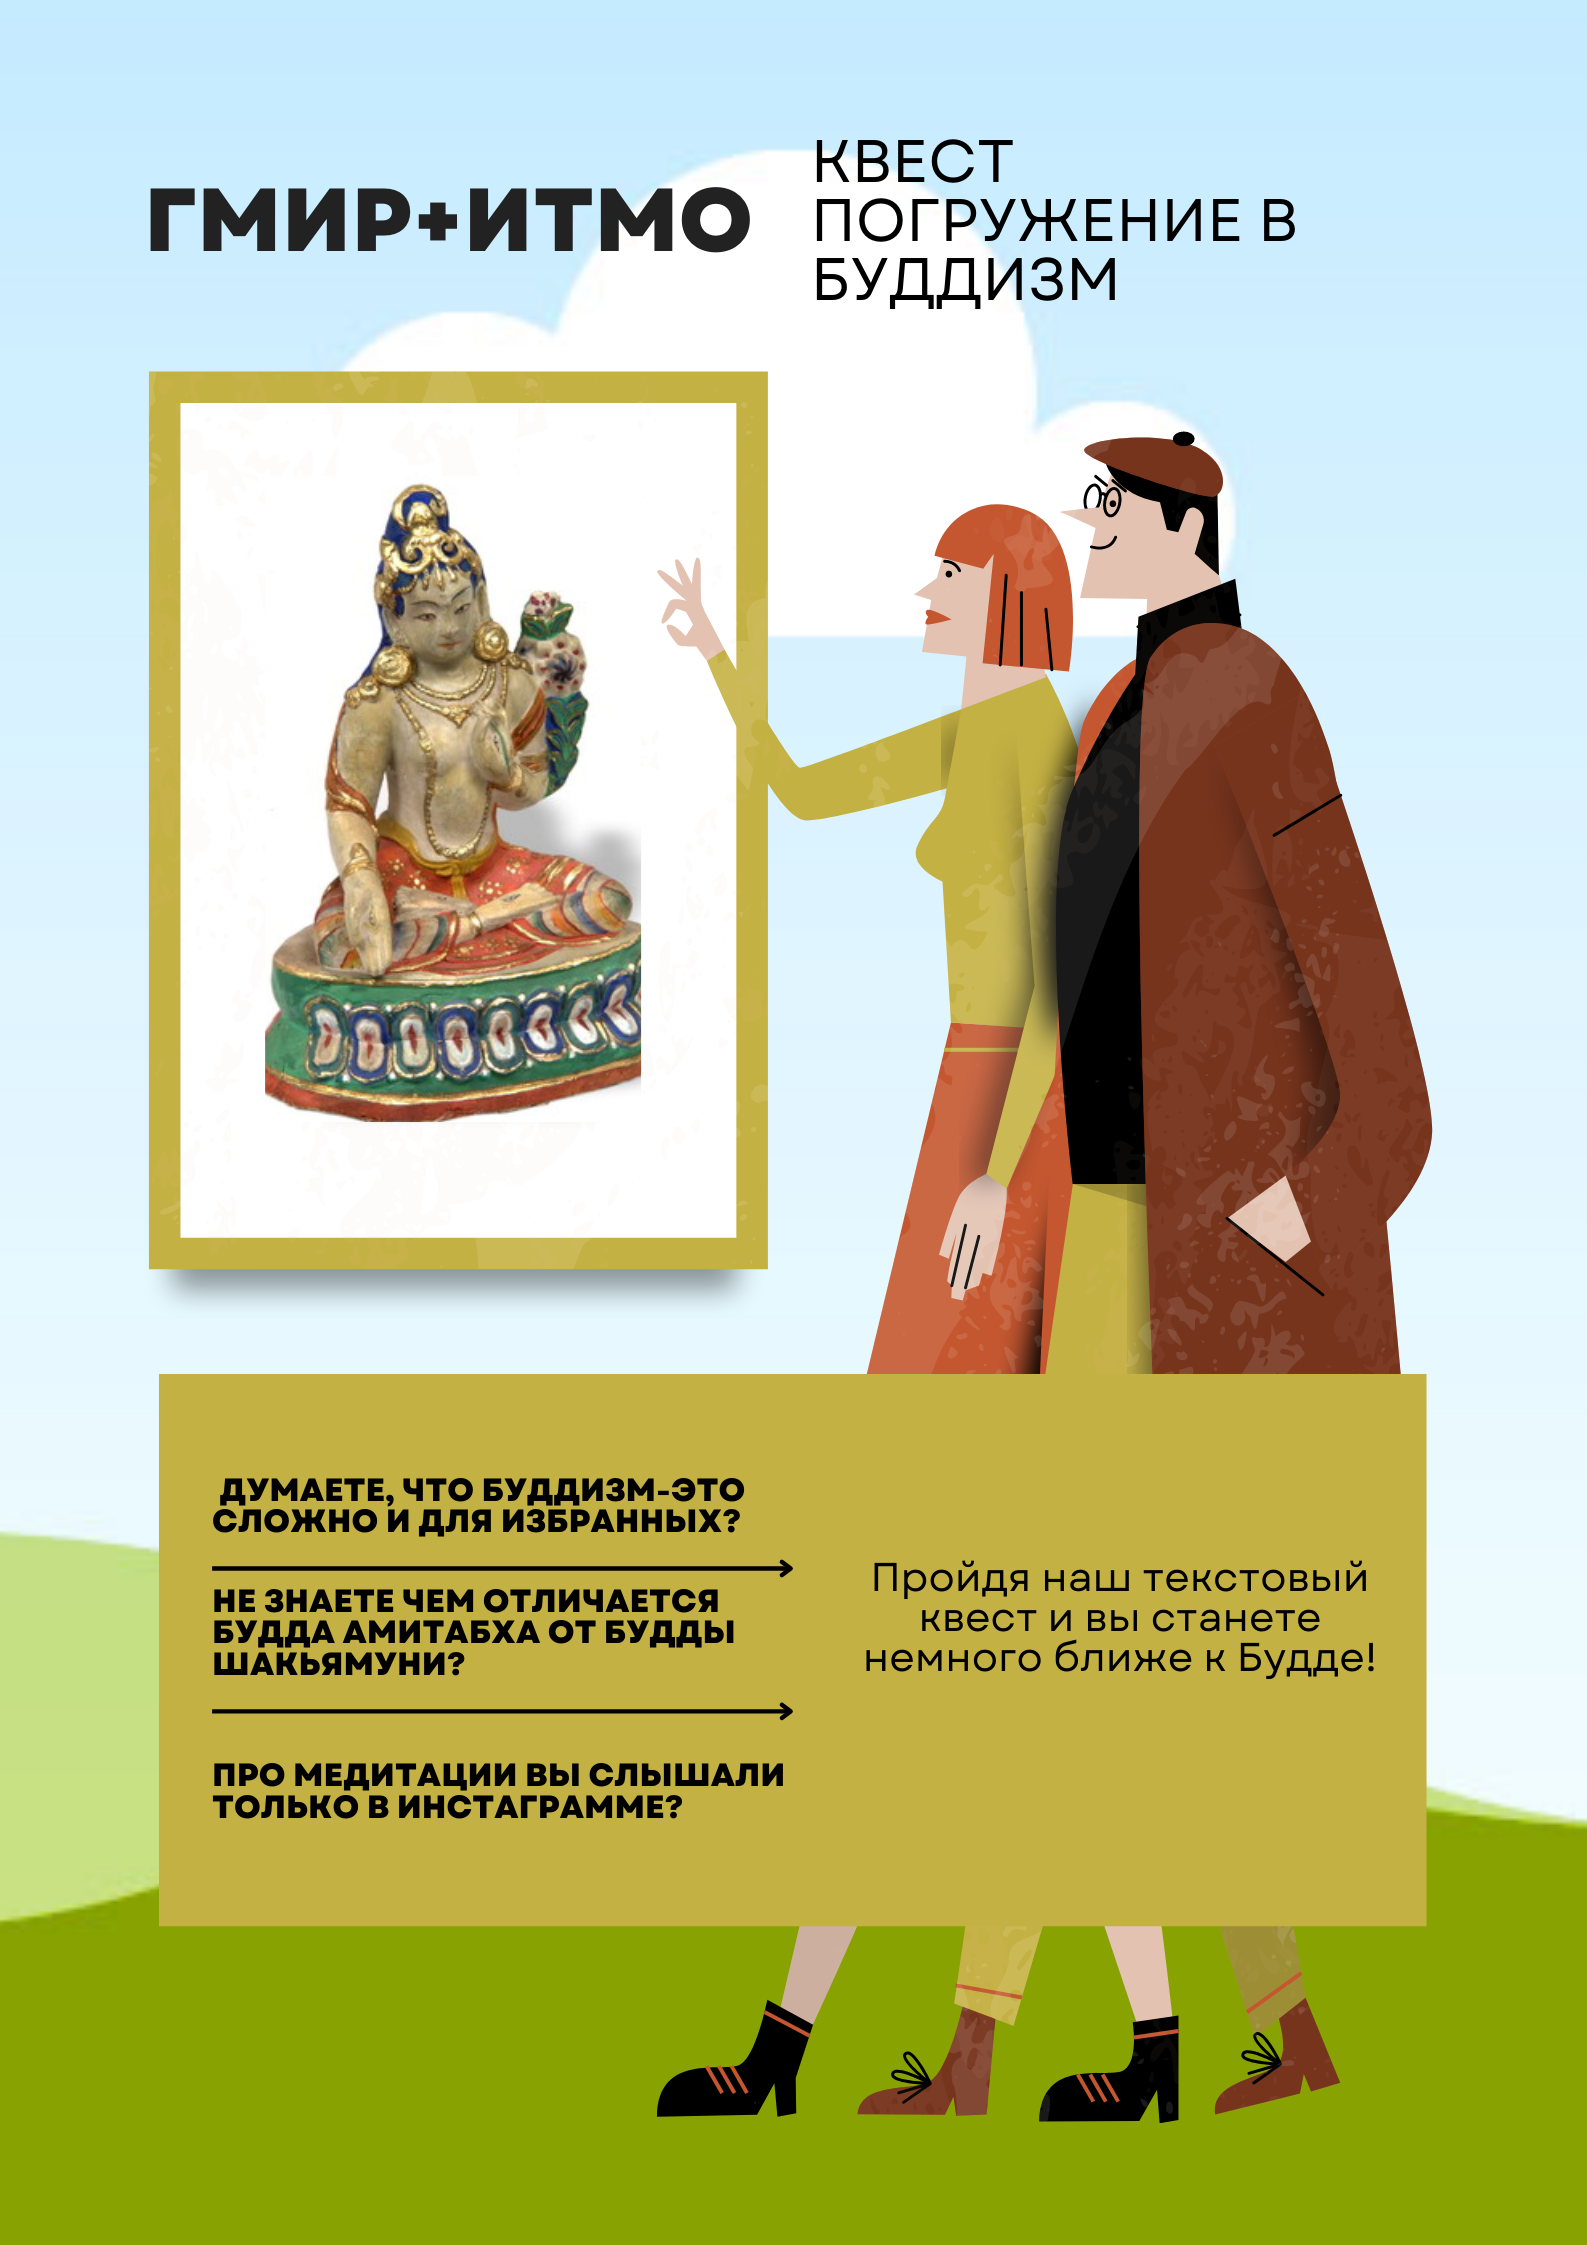 ГМИР+ИТМО
КВЕСТ
ПОГРУЖЕНИЕ В
БУДДИЗМ
ДУМАЕТЕ, ЧТО БУДДИЗМ-ЭТО
СЛОЖНО И ДЛЯ ИЗБРАННЫХ?
НЕ ЗНАЕТЕ ЧЕМ ОТЛИЧАЕТСЯ
БУДДА АМИТАБХА ОТ БУДДЫ
ШАКЬЯМУНИ?
ПРО МЕДИТАЦИИ ВЫ СЛЫШАЛИ
ТОЛЬКО В ИНСТАГРАММЕ?
Пройдя наш текстовый
квест и вы станете
немного ближе к Будде!